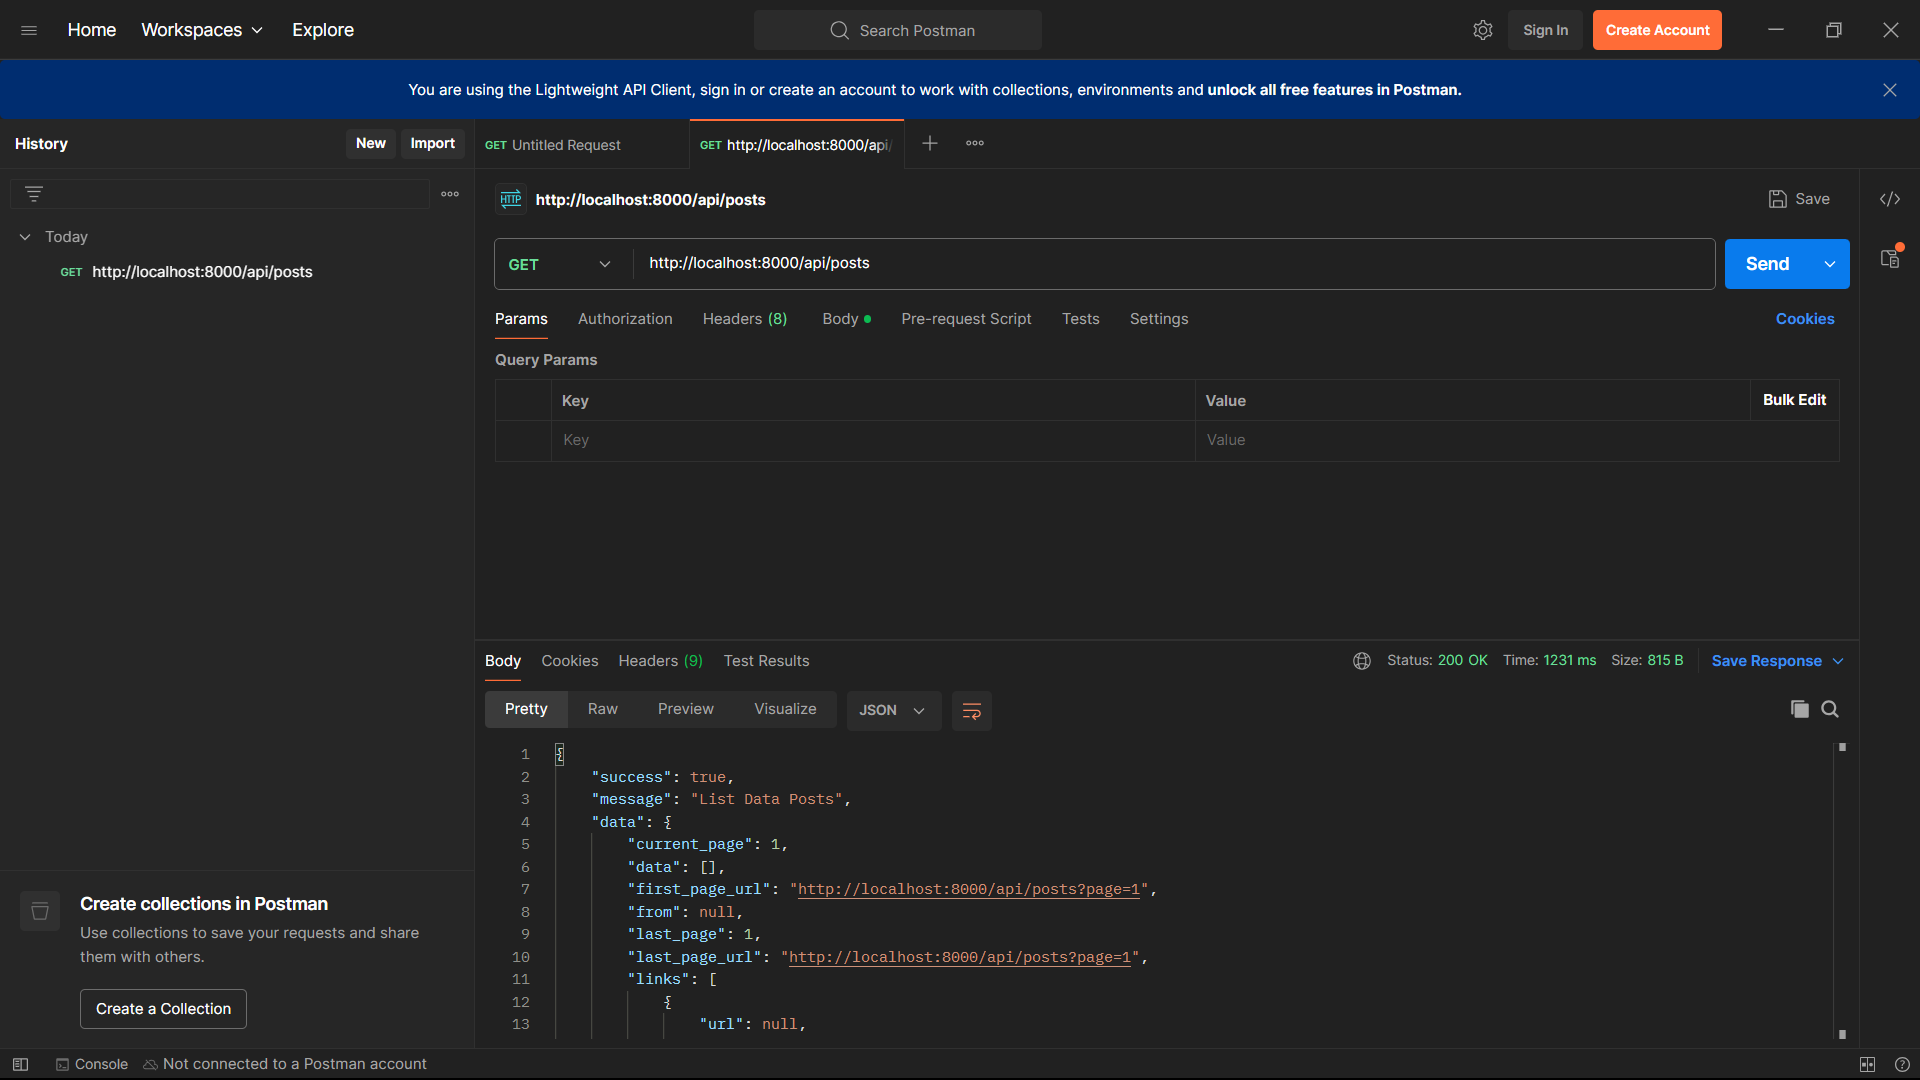 Home Workspaces Explore Search Postman Sign In Create Account
You are using the Lightweight API Client, sign in or create an account to work with collections, environments and unlock all free features in Postman.
History New Import
Today
GET http://localhost:8000/api/posts
Create collections in Postman
Use collections to save your requests and share
them with others.
Create a Collection
GET Untitled Request GET http://localhost:8000/api/
HTTP http://localhost:8000/api/posts Save
GET http://localhost:8000/api/posts Send
Params Authorization Headers (8) Body Pre-request Script Tests Settings Cookies
Query Params
Key Value Bulk Edit
Key Value
Body Cookies Headers (9) Test Results Status: 200 OK Time: 1231 ms Size: 815 B Save Response
Pretty Raw Preview Visualize JSON
1 {
2 "success": true,
3 "message": "List Data Posts",
4 "data": {
5 "current_page": 1,
6 "data": [],
7 "first_page_url": "http://localhost:8000/api/posts?page=1",
8 "from": null,
9 "last_page": 1,
10 "last_page_url": "http://localhost:8000/api/posts?page=1",
11 "links": [
12 {
13 "url": null,
Console Not connected to a Postman account